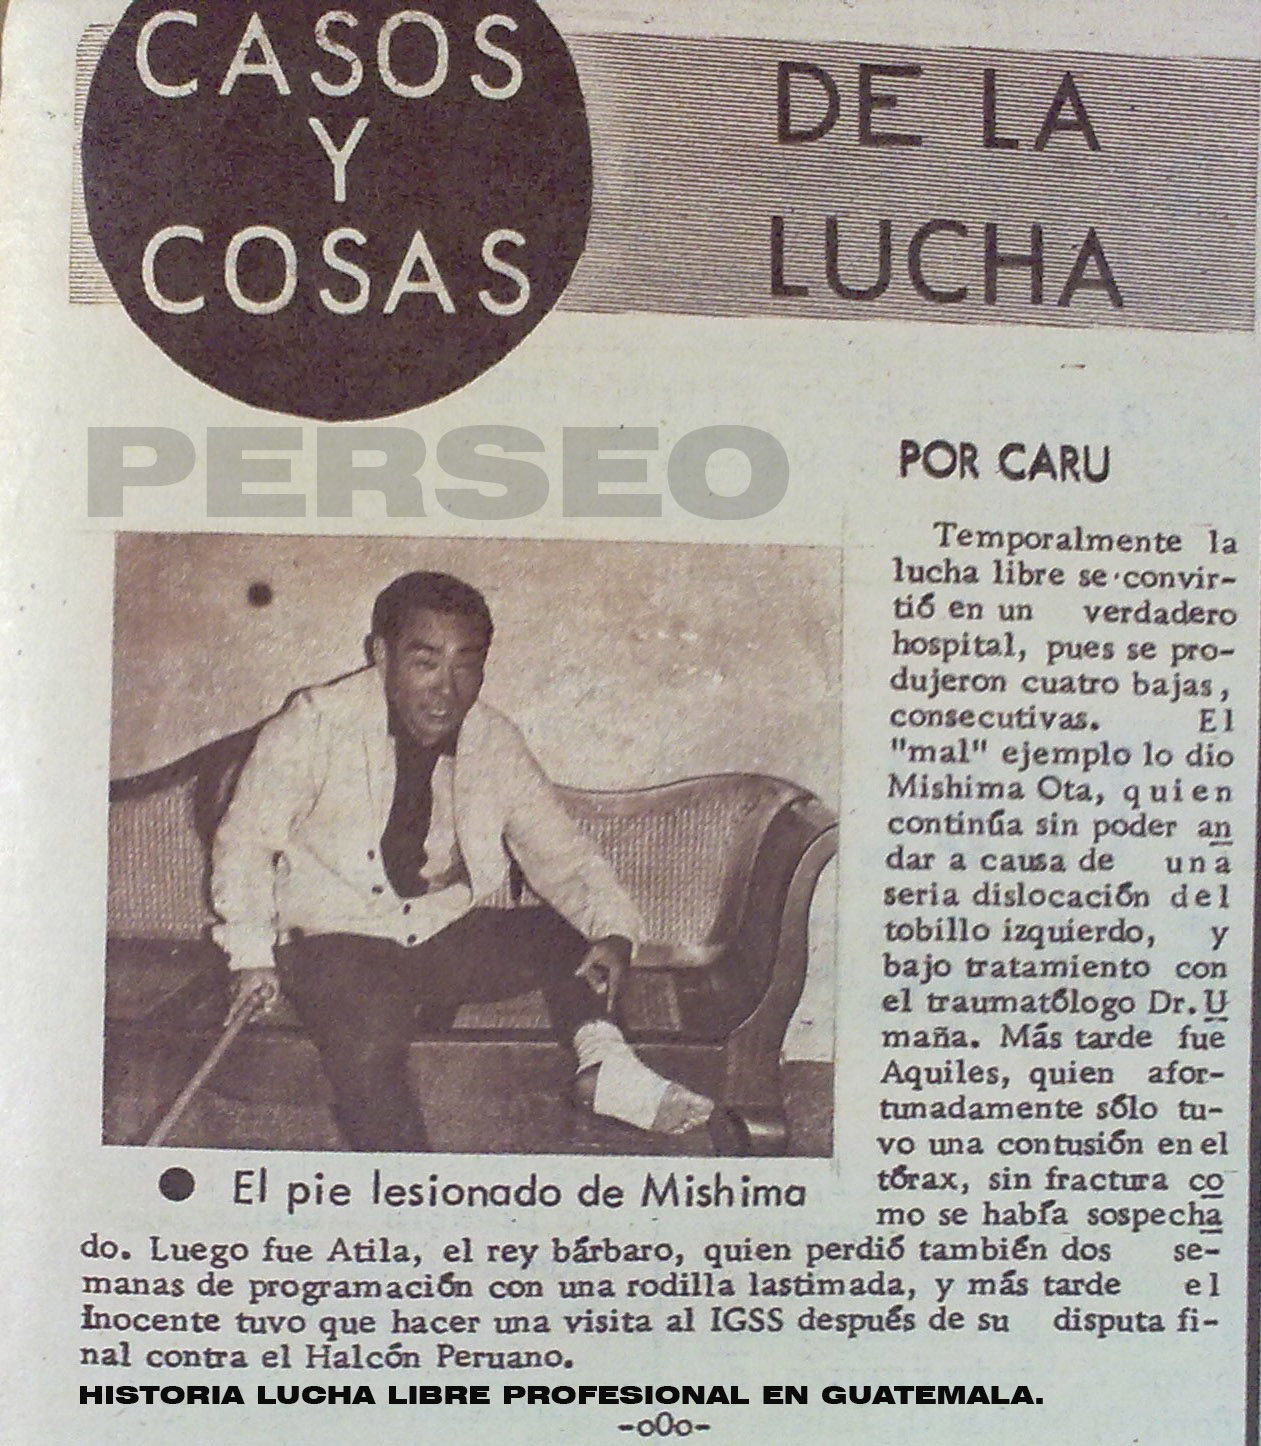 CASOS
Y
COSAS
DE LA
LUCHA
PERSEO
POR CARU
Temporalmente la
lucha libre se convir-
tió en un verdadero
hospital, pues se pro-
dujeron cuatro bajas,
consecutivas. El
"mal" ejemplo lo dio
Mishima Ota, quien
continúa sin poder an
dar a causa de una
seria dislocación del
tobillo izquierdo, y
bajo tratamiento con
el traumatólogo Dr. U
maña. Más tarde fue
Aquiles, quien afor-
tunadamente sólo tu-
vo una contusión en el
tórax, sin fractura co
mo se había sospecha
● El pie lesionado de Mishima
do. Luego fue Atila, el rey bárbaro, quien perdió también dos se-
manas de programación con una rodilla lastimada, y más tarde el
Inocente tuvo que hacer una visita al IGSS después de su disputa fi-
nal contra el Halcón Peruano.
HISTORIA LUCHA LIBRE PROFESIONAL EN GUATEMALA.
-oOo-